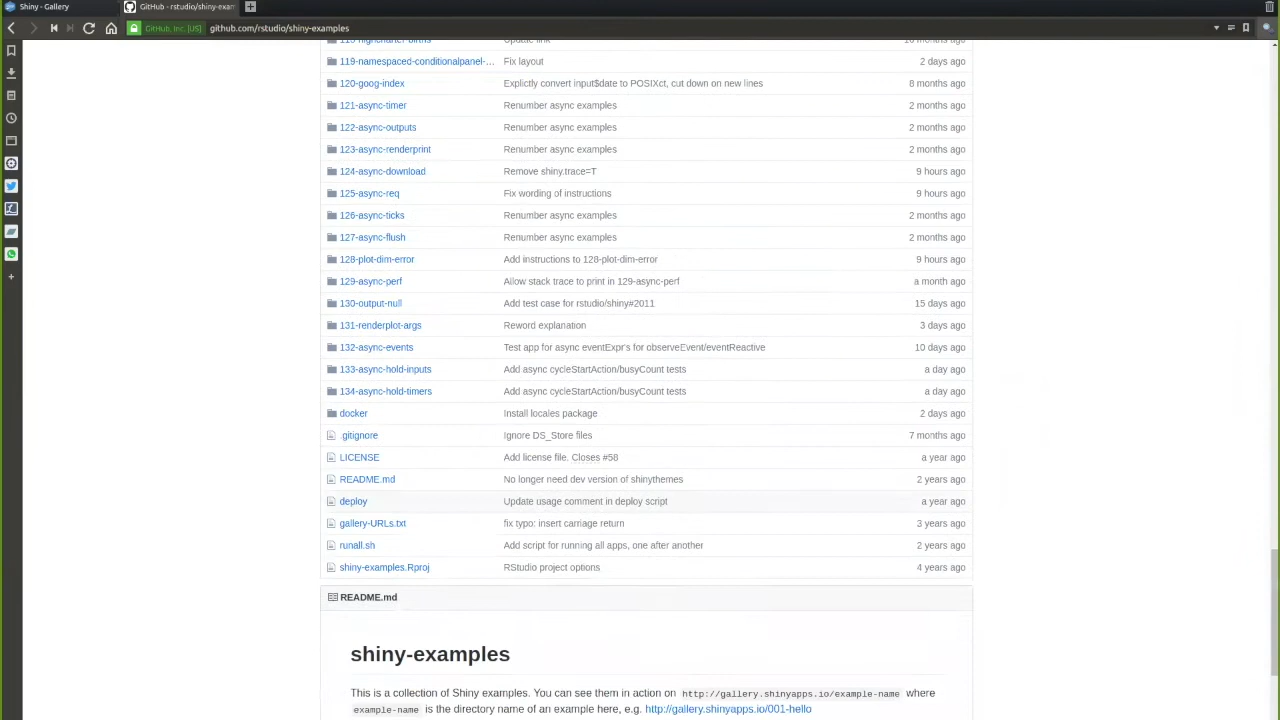 Shiny - Gallery
GitHub - rstudio/shiny-exam
GitHub, Inc. [US] github.com/rstudio/shiny-examples
115-highcharter-births Update link 10 months ago
119-namespaced-conditionalpanel-... Fix layout 2 days ago
120-goog-index Explicitly convert input$date to POSIXct, cut down on new lines 8 months ago
121-async-timer Renumber async examples 2 months ago
122-async-outputs Renumber async examples 2 months ago
123-async-renderprint Renumber async examples 2 months ago
124-async-download Remove shiny.trace=T 9 hours ago
125-async-req Fix wording of instructions 9 hours ago
126-async-ticks Renumber async examples 2 months ago
127-async-flush Renumber async examples 2 months ago
128-plot-dim-error Add instructions to 128-plot-dim-error 9 hours ago
129-async-perf Allow stack trace to print in 129-async-perf a month ago
130-output-null Add test case for rstudio/shiny#2011 15 days ago
131-renderplot-args Reword explanation 3 days ago
132-async-events Test app for async eventExpr's for observeEvent/eventReactive 10 days ago
133-async-hold-inputs Add async cycleStartAction/busyCount tests a day ago
134-async-hold-timers Add async cycleStartAction/busyCount tests a day ago
docker Install locales package 2 days ago
.gitignore Ignore DS_Store files 7 months ago
LICENSE Add license file. Closes #58 a year ago
README.md No longer need dev version of shinythemes 2 years ago
deploy Update usage comment in deploy script a year ago
gallery-URLs.txt fix typo: insert carriage return 3 years ago
runall.sh Add script for running all apps, one after another 2 years ago
shiny-examples.Rproj RStudio project options 4 years ago
README.md
shiny-examples
This is a collection of Shiny examples. You can see them in action on http://gallery.shinyapps.io/example-name where
example-name is the directory name of an example here, e.g. http://gallery.shinyapps.io/001-hello